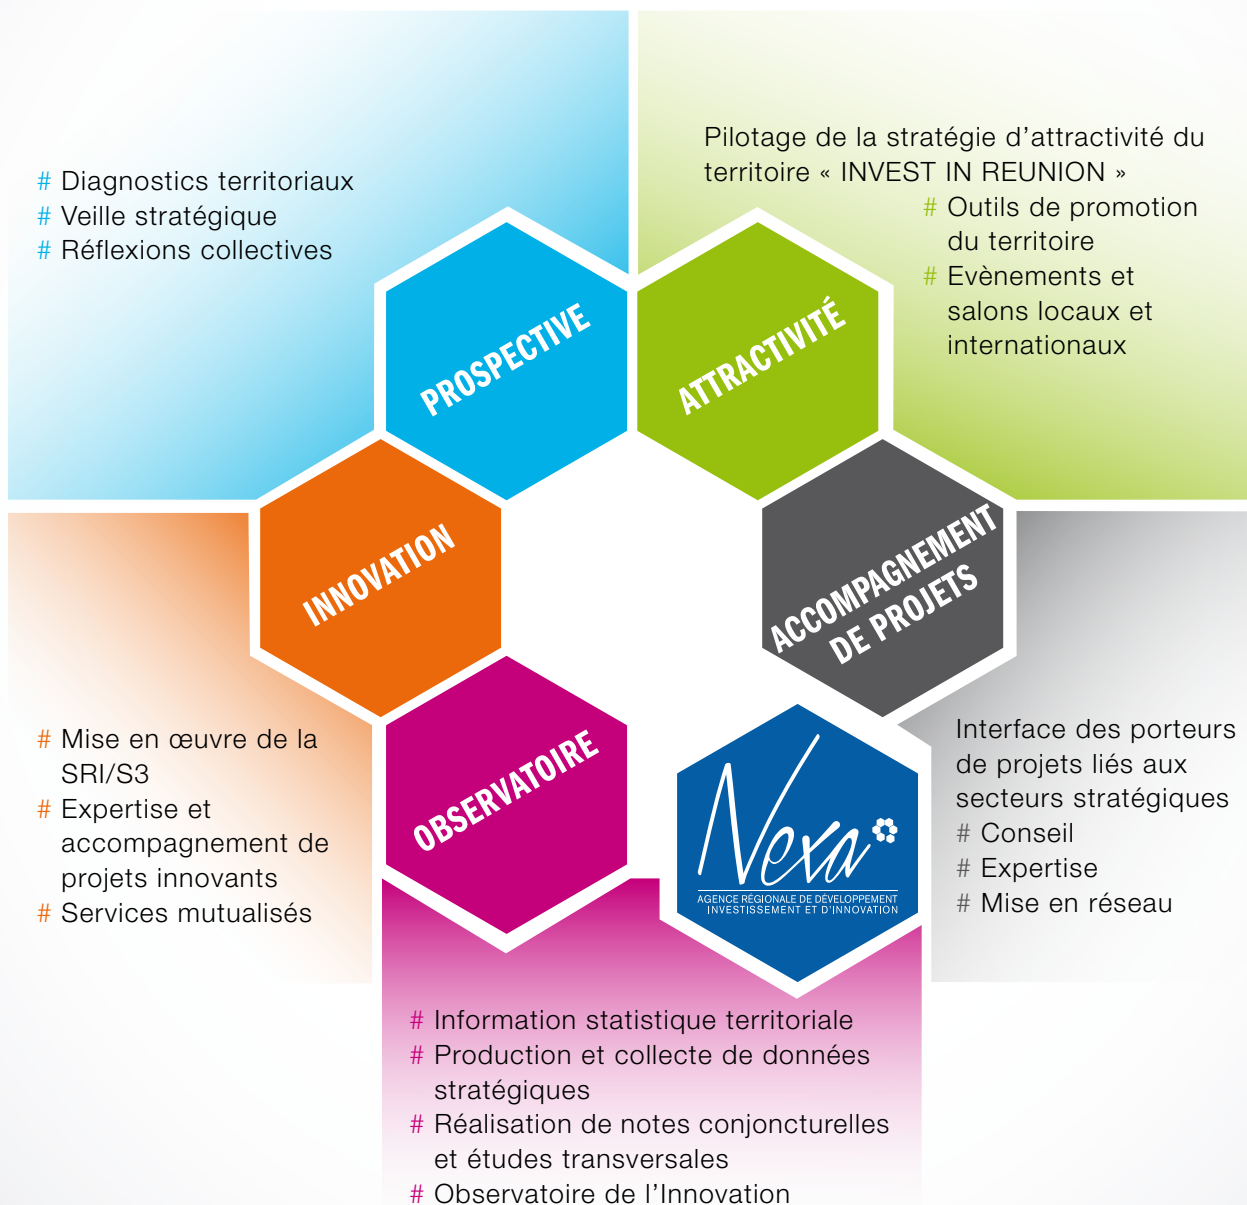 # Diagnostics territoriaux
# Veille stratégique
# Réflexions collectives
Pilotage de la stratégie d'attractivité du
territoire « INVEST IN REUNION »
# Outils de promotion
du territoire
# Evènements et
salons locaux et
internationaux
PROSPECTIVE
ATTRACTIVITÉ
INNOVATION
ACCOMPAGNEMENT
DE PROJETS
OBSERVATOIRE
Nexa
AGENCE RÉGIONALE DE DÉVELOPPEMENT
INVESTISSEMENT ET D'INNOVATION
# Mise en œuvre de la
SRI/S3
# Expertise et
accompagnement de
projets innovants
# Services mutualisés
Interface des porteurs
de projets liés aux
secteurs stratégiques
# Conseil
# Expertise
# Mise en réseau
# Information statistique territoriale
# Production et collecte de données
stratégiques
# Réalisation de notes conjoncturelles
et études transversales
# Observatoire de l'Innovation